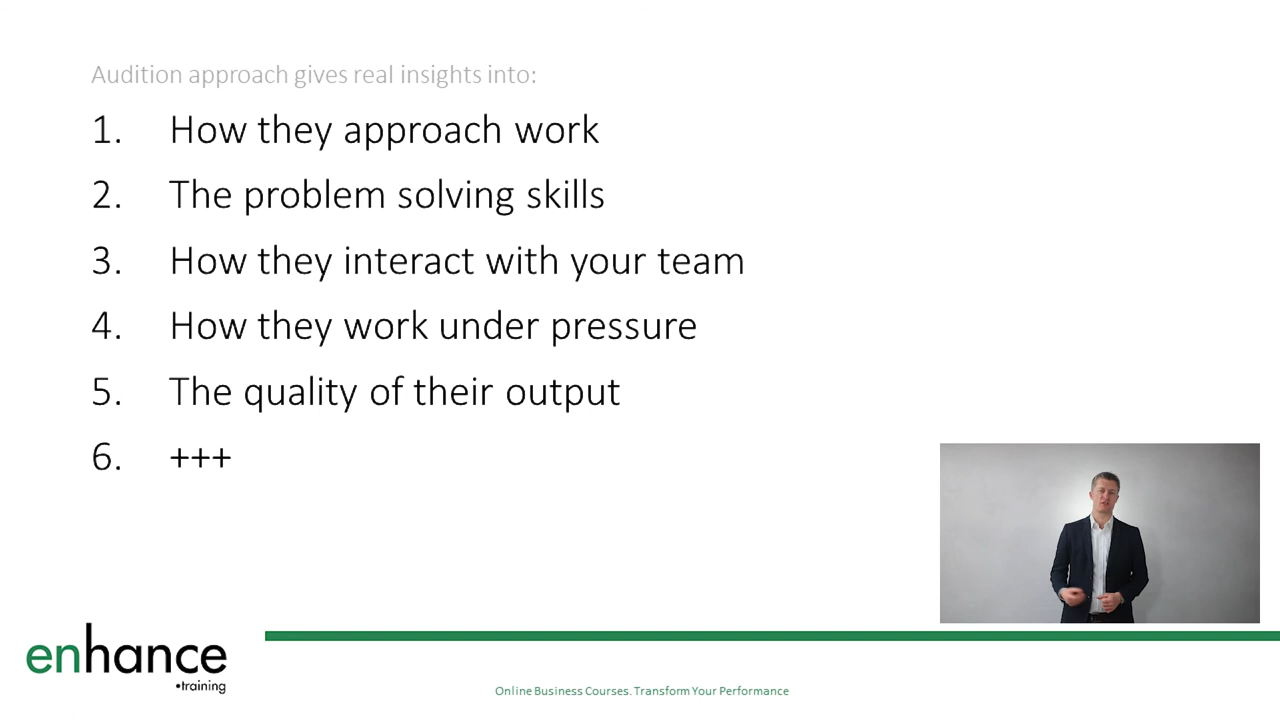 Audition approach gives real insights into:
1. How they approach work
2. The problem solving skills
3. How they interact with your team
4. How they work under pressure
5. The quality of their output
6. +++
enhance
•training
Online Business Courses. Transform Your Performance